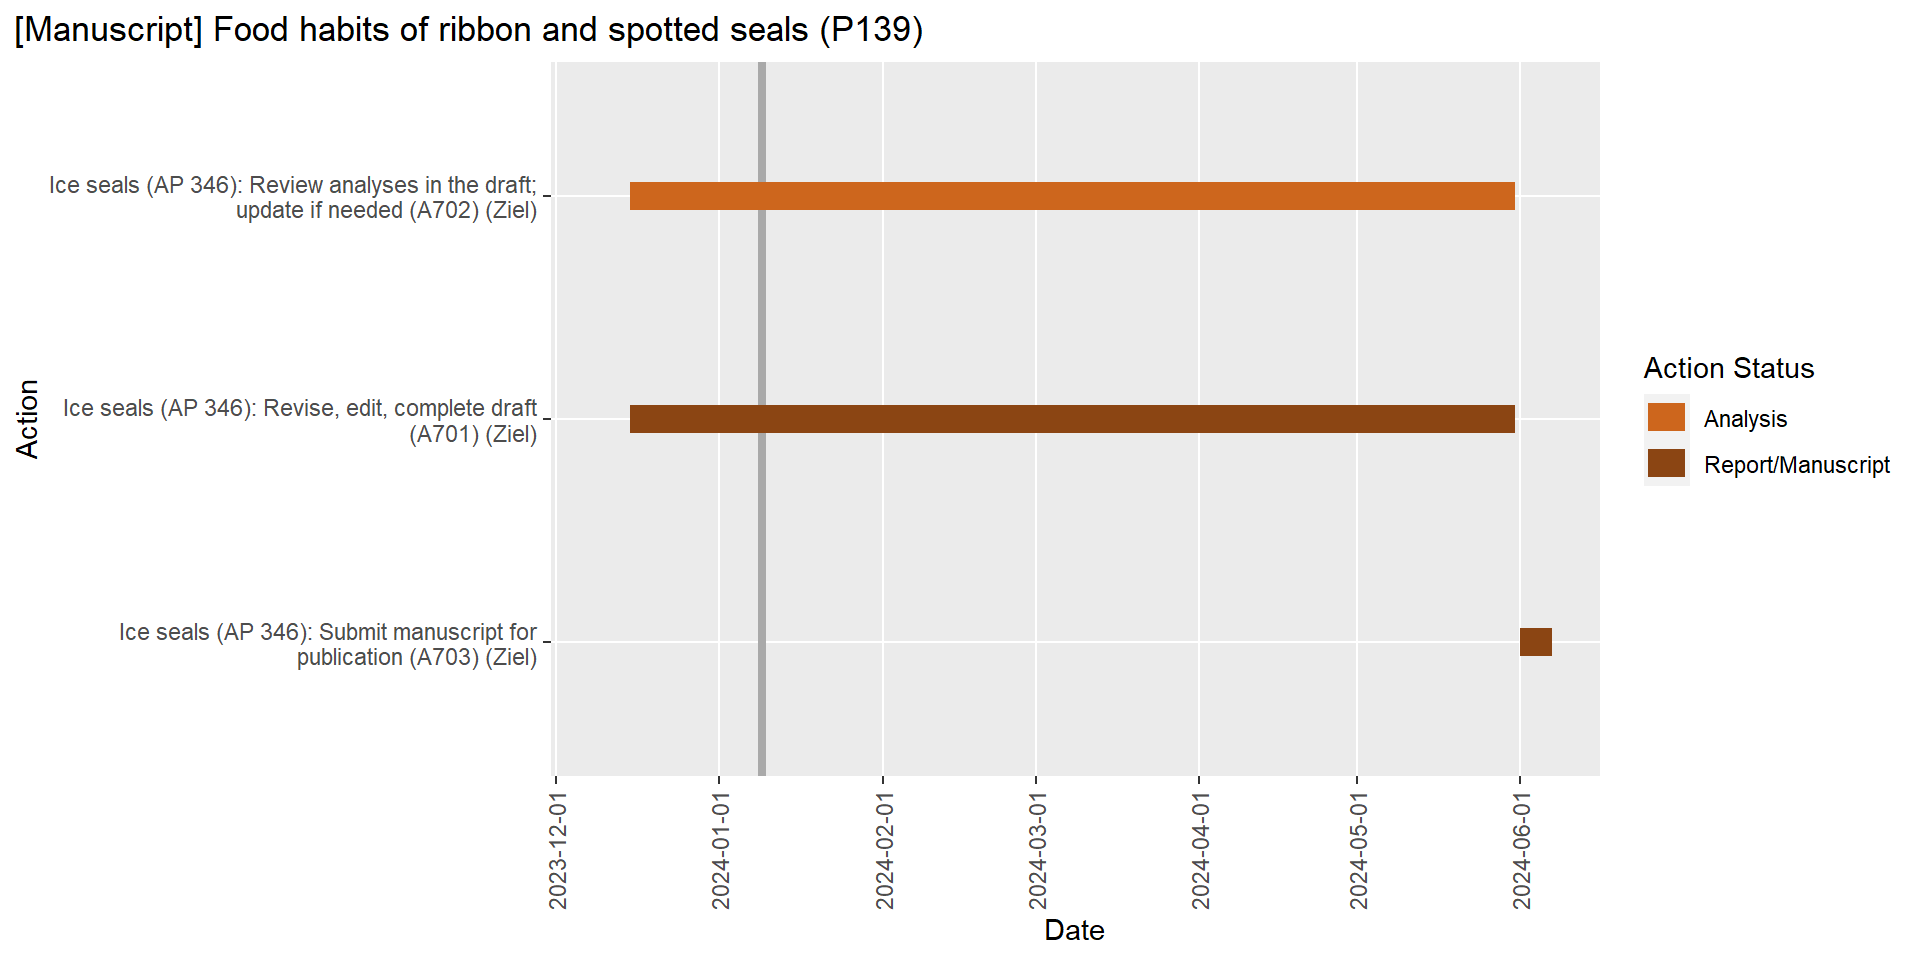 [Manuscript] Food habits of ribbon and spotted seals (P139)
Ice seals (AP 346): Review analyses in the draft;
update if needed (A702) (Ziel)
Ice seals (AP 346): Revise, edit, complete draft
(A701) (Ziel)
Ice seals (AP 346): Submit manuscript for
publication (A703) (Ziel)
Action
2023-12-01
2024-01-01
2024-02-01
2024-03-01
2024-04-01
2024-05-01
2024-06-01
Date
Action Status
Analysis
Report/Manuscript